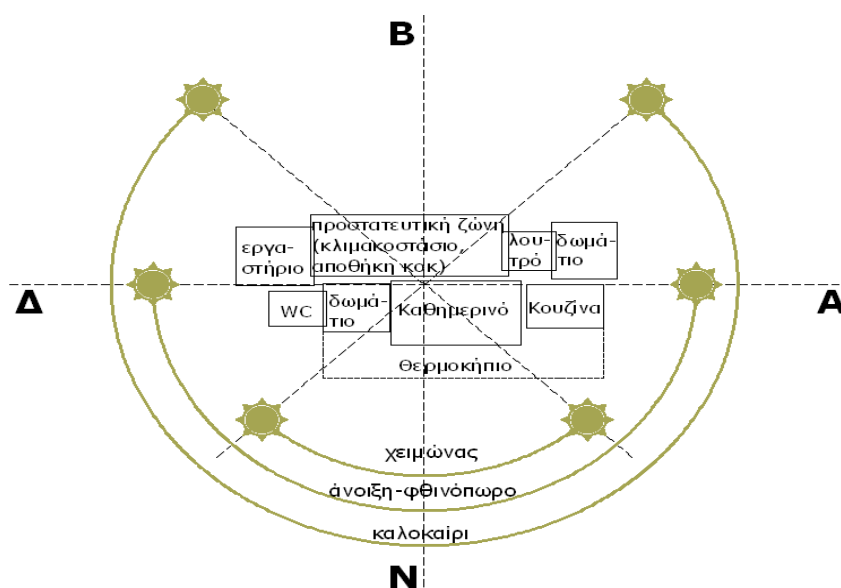 Β
προστατευτική ζώνη
(κλιμακοστάσιο,
αποθήκη κακ)
εργα-
στήριο
λου-
τρό
δωμά-
τιο
Δ
Α
WC
δωμά-
τιο
Καθημερινό
Κουζίνα
Θερμοκήπιο
χειμώνας
άνοιξη-φθινόπωρο
καλοκαίρι
Ν